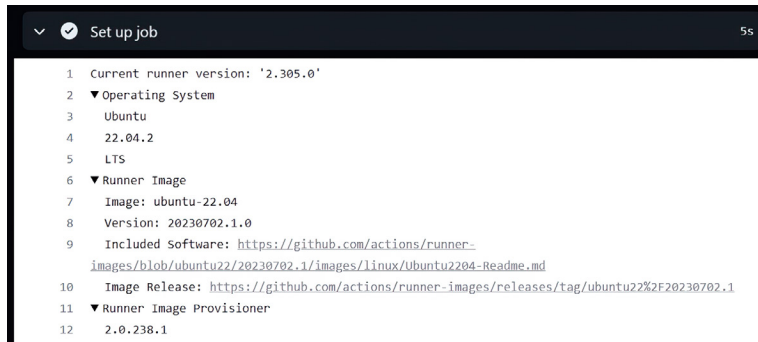 Set up job 5s
1 Current runner version: '2.305.0'
2 ▼Operating System
3 Ubuntu
4 22.04.2
5 LTS
6 ▼Runner Image
7 Image: ubuntu-22.04
8 Version: 20230702.1.0
9 Included Software: https://github.com/actions/runner-
images/blob/ubuntu22/20230702.1/images/linux/Ubuntu2204-Readme.md
10 Image Release: https://github.com/actions/runner-images/releases/tag/ubuntu22%2F20230702.1
11 ▼Runner Image Provisioner
12 2.0.238.1